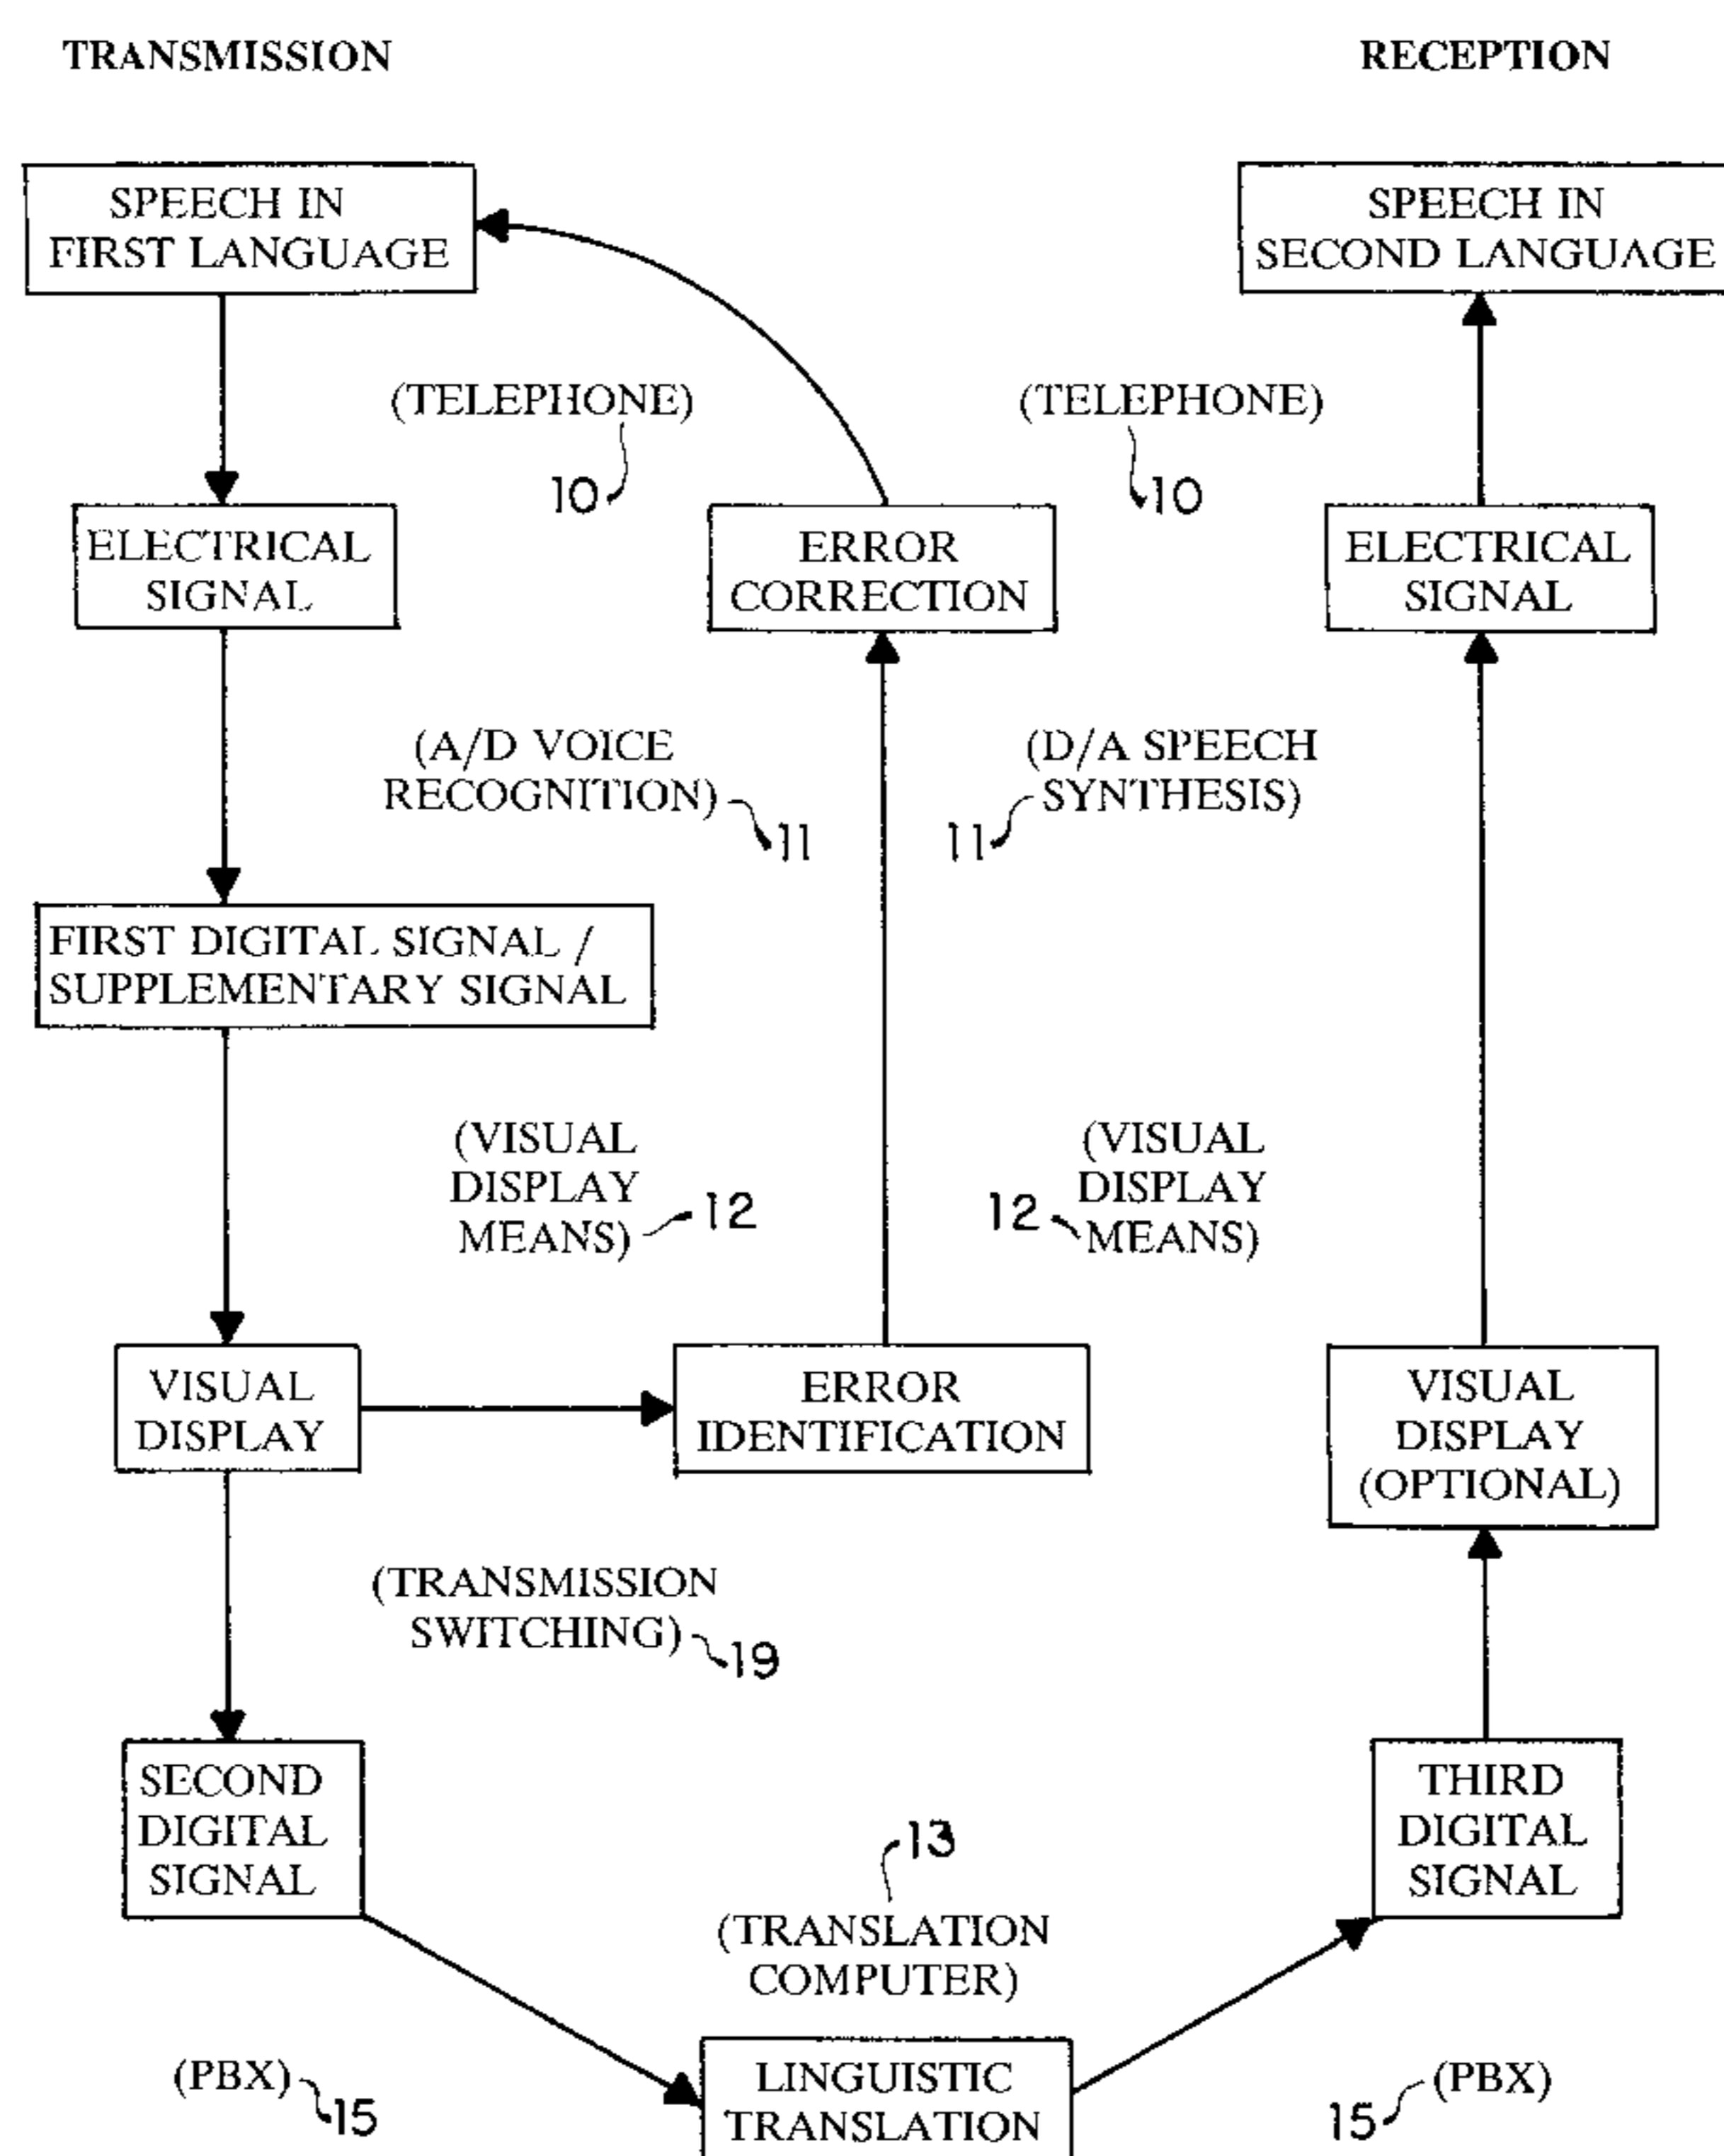 TRANSMISSION
RECEPTION
SPEECH IN
FIRST LANGUAGE
SPEECH IN
SECOND LANGUAGE
(TELEPHONE)
10
(TELEPHONE)
10
ELECTRICAL
SIGNAL
ERROR
CORRECTION
ELECTRICAL
SIGNAL
(A/D VOICE
RECOGNITION)
11
(D/A SPEECH
SYNTHESIS)
11
FIRST DIGITAL SIGNAL /
SUPPLEMENTARY SIGNAL
(VISUAL
DISPLAY
MEANS)
12
(VISUAL
DISPLAY
MEANS)
12
VISUAL
DISPLAY
ERROR
IDENTIFICATION
VISUAL
DISPLAY
(OPTIONAL)
(TRANSMISSION
SWITCHING)
19
SECOND
DIGITAL
SIGNAL
THIRD
DIGITAL
SIGNAL
13
(TRANSLATION
COMPUTER)
(PBX)
15
LINGUISTIC
TRANSLATION
(PBX)
15